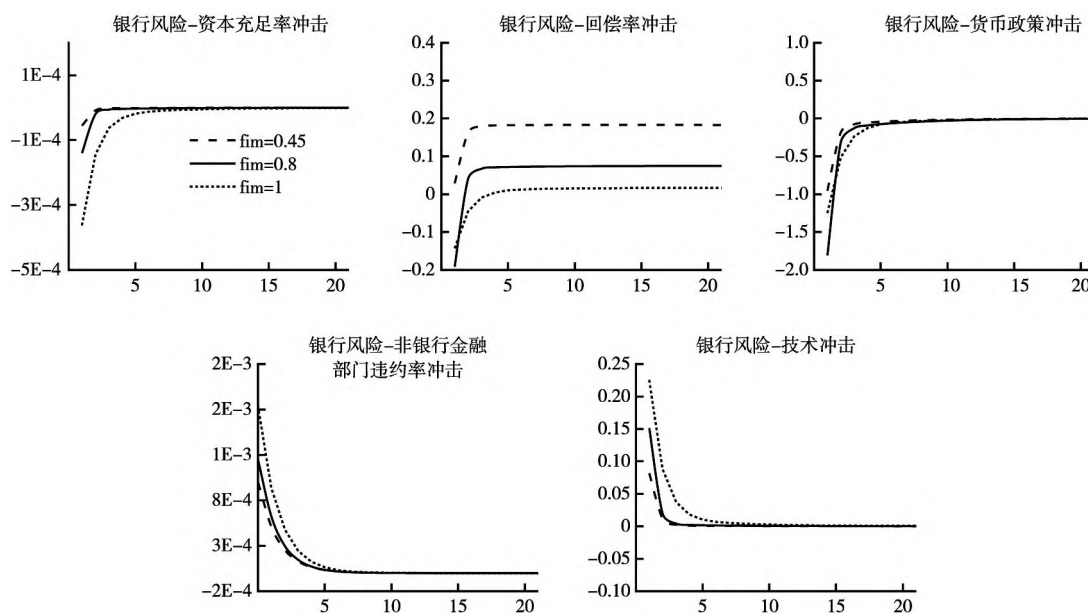 银行风险–资本充足率冲击
1E–4
–1E–4
–3E–4
–5E–4
fim=0.45
fim=0.8
fim=1
5
10
15
20
银行风险–回偿率冲击
0.4
0.3
0.2
0.1
0
–0.1
–0.2
5
10
15
20
银行风险–货币政策冲击
1.0
0.5
0
–0.5
–1.0
–1.5
–2.0
5
10
15
20
银行风险–非银行金融
部门违约率冲击
2E–3
2E–3
1E–3
8E–4
3E–4
–2E–4
5
10
15
20
银行风险–技术冲击
0.25
0.20
0.15
0.10
0.05
0
–0.05
–0.10
5
10
15
20